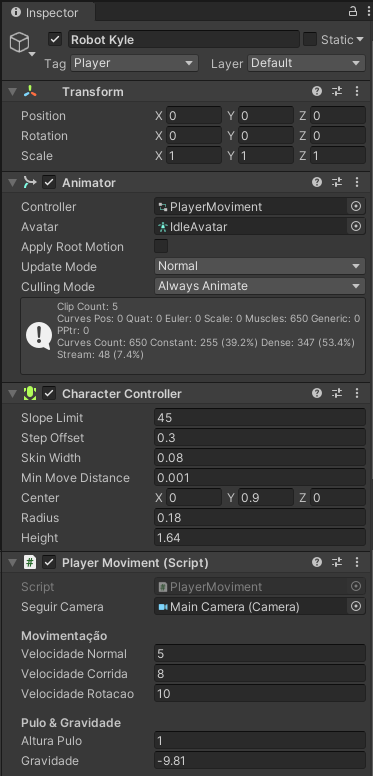 Inspector
Robot Kyle Static
Tag Player Layer Default
Transform
Position X 0 Y 0 Z 0
Rotation X 0 Y 0 Z 0
Scale X 1 Y 1 Z 1
Animator
Controller PlayerMoviment
Avatar IdleAvatar
Apply Root Motion
Update Mode Normal
Culling Mode Always Animate
Clip Count: 5
Curves Pos: 0 Quat: 0 Euler: 0 Scale: 0 Muscles: 650 Generic: 0
PPtr: 0
Curves Count: 650 Constant: 255 (39.2%) Dense: 347 (53.4%)
Stream: 48 (7.4%)
Character Controller
Slope Limit 45
Step Offset 0.3
Skin Width 0.08
Min Move Distance 0.001
Center X 0 Y 0.9 Z 0
Radius 0.18
Height 1.64
# Player Moviment (Script)
Script # PlayerMoviment
Seguir Camera Main Camera (Camera)
Movimentação
Velocidade Normal 5
Velocidade Corrida 8
Velocidade Rotacao 10
Pulo & Gravidade
Altura Pulo 1
Gravidade -9.81